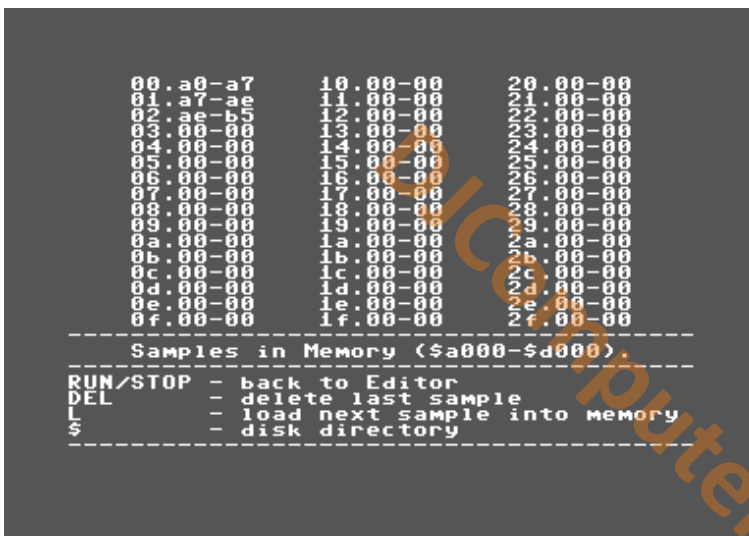 00.a0-a7 10.00-00 20.00-00
01.a7-ae 11.00-00 21.00-00
02.ae-b5 12.00-00 22.00-00
03.00-00 13.00-00 23.00-00
04.00-00 14.00-00 24.00-00
05.00-00 15.00-00 25.00-00
06.00-00 16.00-00 26.00-00
07.00-00 17.00-00 27.00-00
08.00-00 18.00-00 28.00-00
09.00-00 19.00-00 29.00-00
0a.00-00 1a.00-00 2a.00-00
0b.00-00 1b.00-00 2b.00-00
0c.00-00 1c.00-00 2c.00-00
0d.00-00 1d.00-00 2d.00-00
0e.00-00 1e.00-00 2e.00-00
0f.00-00 1f.00-00 2f.00-00
Samples in Memory ($a000-$d000).
RUN/STOP - back to Editor
DEL - delete last sample
L - load next sample into memory
$ - disk directory
DJComputer